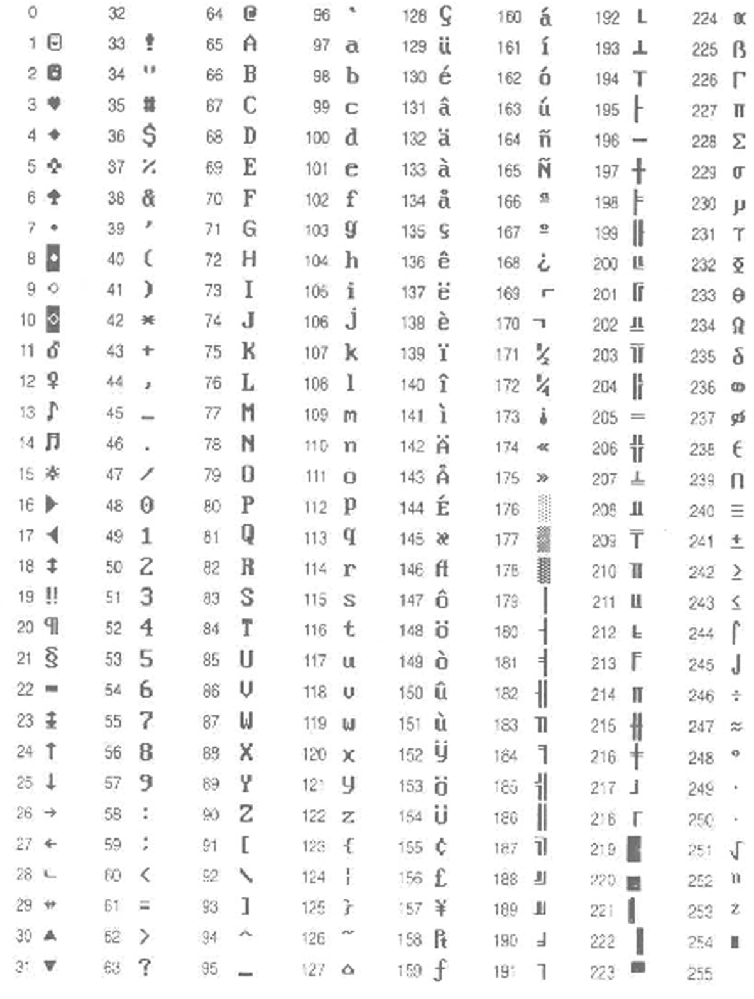 0 32 64 @ 96 ` 128 Ç 160 á 192 └ 224 α
1 ☺ 33 ! 65 A 97 a 129 ü 161 í 193 ┴ 225 ß
2 ☻ 34 " 66 B 98 b 130 é 162 ó 194 ┬ 226 Γ
3 ♥ 35 # 67 C 99 c 131 â 163 ú 195 ├ 227 π
4 ♦ 36 $ 68 D 100 d 132 ä 164 ñ 196 ─ 228 Σ
5 ♣ 37 % 69 E 101 e 133 à 165 Ñ 197 ┼ 229 σ
6 ♠ 38 & 70 F 102 f 134 å 166 ª 198 ╞ 230 µ
7 • 39 ' 71 G 103 g 135 ç 167 º 199 ╟ 231 τ
8 ◘ 40 ( 72 H 104 h 136 ê 168 ¿ 200 ╚ 232 Φ
9 ○ 41 ) 73 I 105 i 137 ë 169 ⌐ 201 ╔ 233 Θ
10 ◙ 42 * 74 J 106 j 138 è 170 ¬ 202 ╩ 234 Ω
11 ♂ 43 + 75 K 107 k 139 ï 171 ½ 203 ╦ 235 δ
12 ♀ 44 , 76 L 108 l 140 î 172 ¼ 204 ╠ 236 ∞
13 ♪ 45 - 77 M 109 m 141 ì 173 ¡ 205 ═ 237 φ
14 ♫ 46 . 78 N 110 n 142 Ä 174 « 206 ╬ 238 ε
15 ☼ 47 / 79 O 111 o 143 Å 175 » 207 ╧ 239 ∩
16 ► 48 0 80 P 112 p 144 É 176 ░ 208 ╨ 240 ≡
17 ◄ 49 1 81 Q 113 q 145 æ 177 ▒ 209 ╤ 241 ±
18 ↕ 50 2 82 R 114 r 146 Æ 178 ▓ 210 ╥ 242 ≥
19 ‼ 51 3 83 S 115 s 147 ô 179 │ 211 ╙ 243 ≤
20 ¶ 52 4 84 T 116 t 148 ö 180 ┤ 212 ╘ 244 ⌠
21 § 53 5 85 U 117 u 149 ò 181 ╡ 213 ╒ 245 ⌡
22 ▬ 54 6 86 V 118 v 150 û 182 ╢ 214 ╓ 246 ÷
23 ↨ 55 7 87 W 119 w 151 ù 183 ╖ 215 ╫ 247 ≈
24 ↑ 56 8 88 X 120 x 152 ÿ 184 ╕ 216 ╪ 248 °
25 ↓ 57 9 89 Y 121 y 153 Ö 185 ╣ 217 ┘ 249 ∙
26 → 58 : 90 Z 122 z 154 Ü 186 ║ 218 ┌ 250 ·
27 ← 59 ; 91 [ 123 { 155 ¢ 187 ╗ 219 █ 251 √
28 ∟ 60 < 92 \ 124 ¦ 156 £ 188 ╝ 220 ▄ 252 ⁿ
29 ↔ 61 = 93 ] 125 } 157 ¥ 189 ╜ 221 ▌ 253 ²
30 ▲ 62 > 94 ^ 126 ~ 158 ₧ 190 ╛ 222 ▐ 254 ■
31 ▼ 63 ? 95 _ 127 ⌂ 159 ƒ 191 ┐ 223 ▀ 255